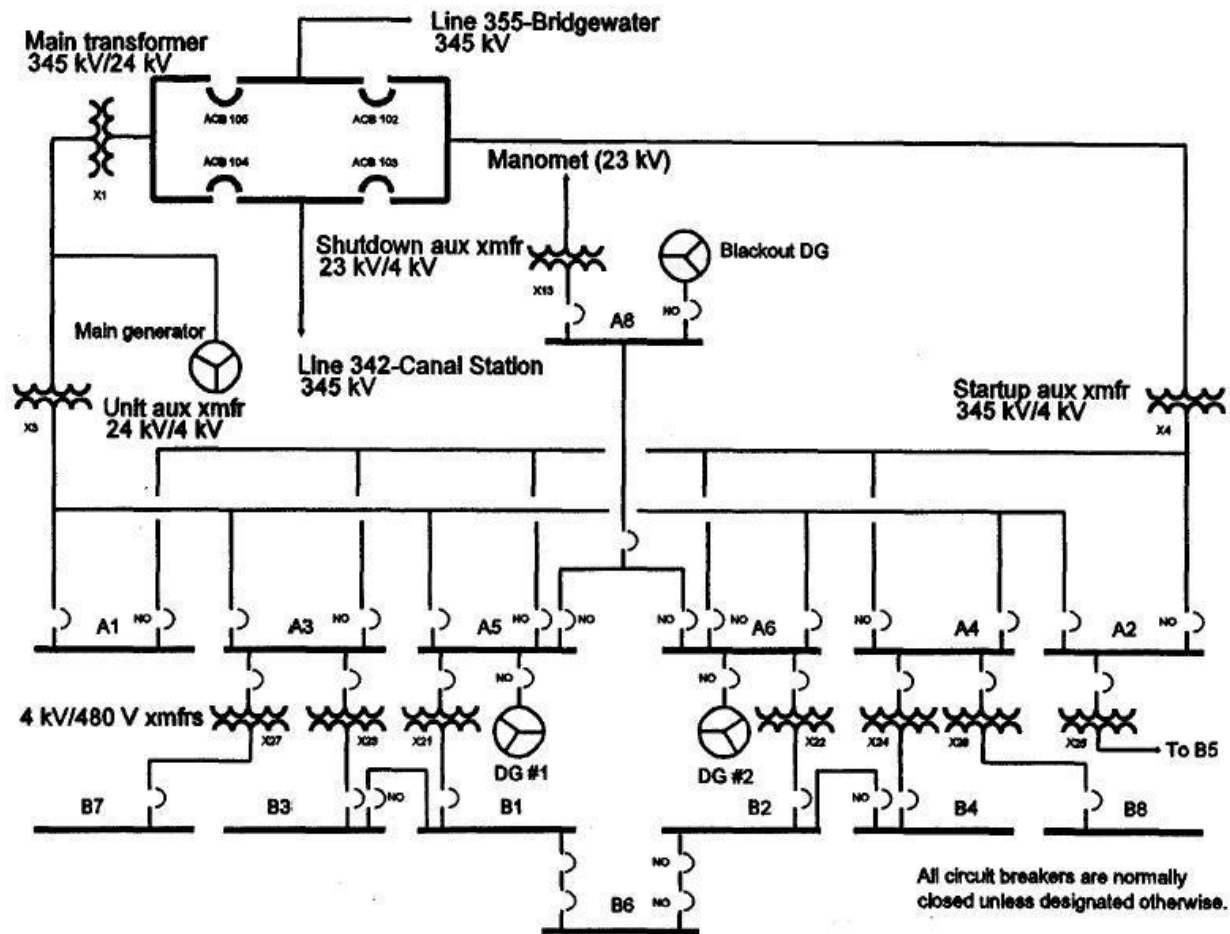 Line 355-Bridgewater
345 kV
Main transformer
345 kV/24 kV
ACB 105
ACB 102
ACB 104
ACB 103
X1
Manomet (23 kV)
Shutdown aux xmfr
23 kV/4 kV
X13
Blackout DG
NO
A8
Main generator
Line 342-Canal Station
345 kV
Unit aux xmfr
24 kV/4 kV
X3
Startup aux xmfr
345 kV/4 kV
X4
A1
NO
A3
NO
A5
NO
NO
NO
A6
NO
A4
A2
NO
NO
NO
4 kV/480 V xmfrs
X27
X23
X21
DG #1
DG #2
X22
X24
X26
X25
To B5
B7
B3
NO
B1
B2
NO
B4
B8
NO
B6
NO
All circuit breakers are normally
closed unless designated otherwise.